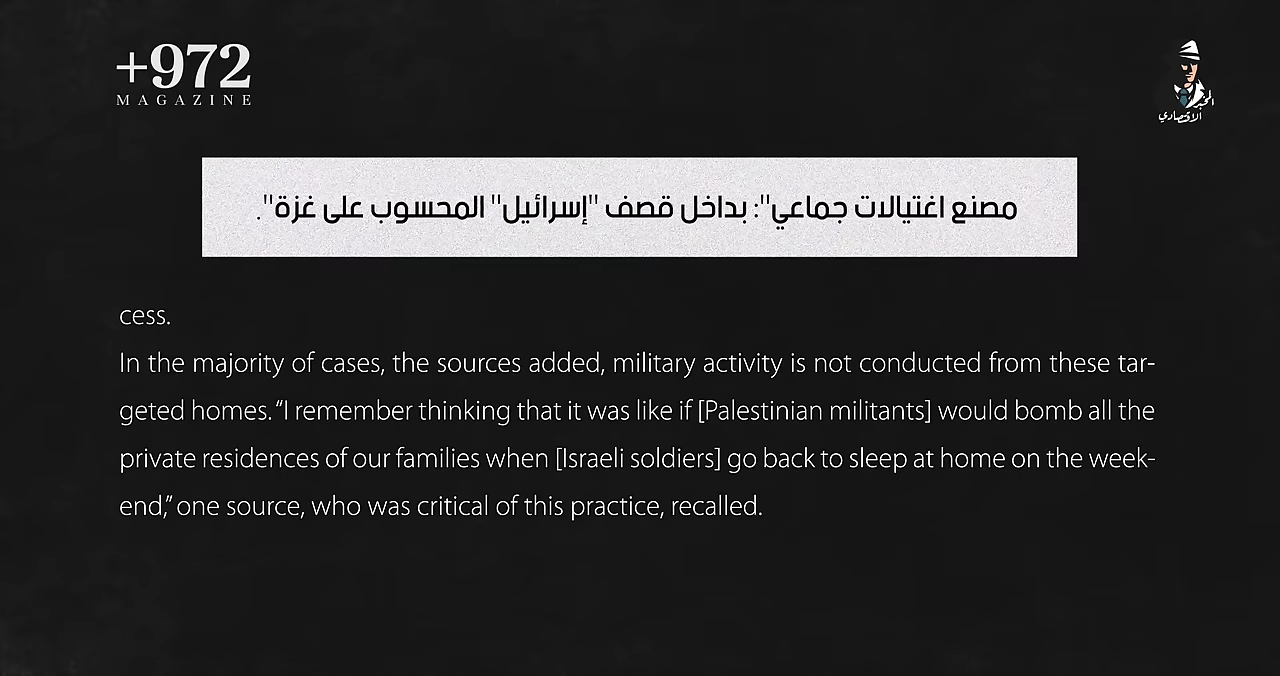 +972
MAGAZINE
المخبر
الاقتصادي
مصنع اغتيالات جماعي": بداخل قصف "إسرائيل" المحسوب على غزة".
cess.
In the majority of cases, the sources added, military activity is not conducted from these tar-
geted homes. “I remember thinking that it was like if [Palestinian militants] would bomb all the
private residences of our families when [Israeli soldiers] go back to sleep at home on the week-
end,” one source, who was critical of this practice, recalled.